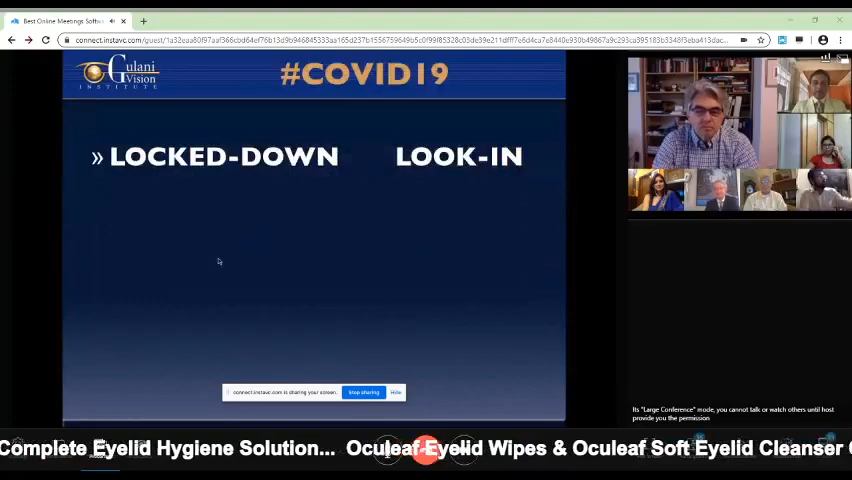 Best Online Meetings Softw
connect.instavc.com/guest/
Gulani
Vision
INSTITUTE
#COVID19
» LOCKED-DOWN LOOK-IN
connect.instavc.com is sharing your screen.
Stop sharing
Hide
Its "Large Conference" mode, you cannot talk or watch others until host
provide you the permission
Complete Eyelid Hygiene Solution... Oculeaf Eyelid Wipes & Oculeaf Soft Eyelid Cleanser